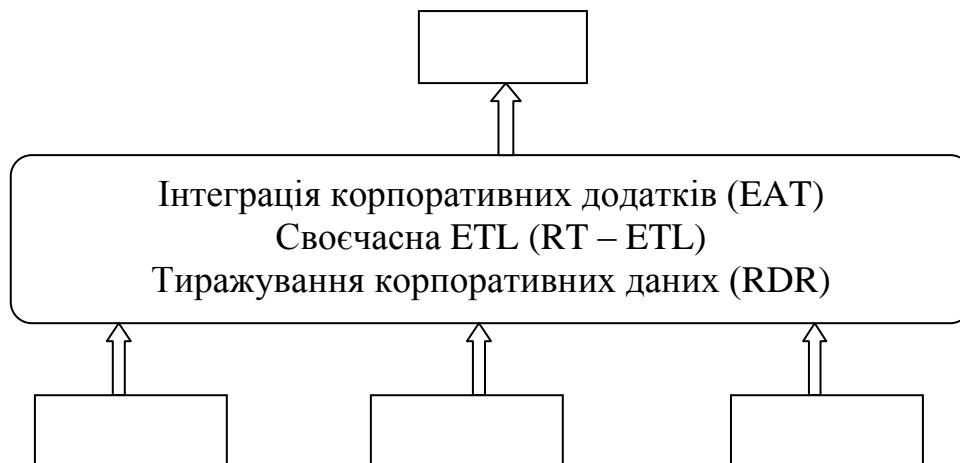 Інтеграція корпоративних додатків (EAT)
Своєчасна ETL (RT – ETL)
Тиражування корпоративних даних (RDR)